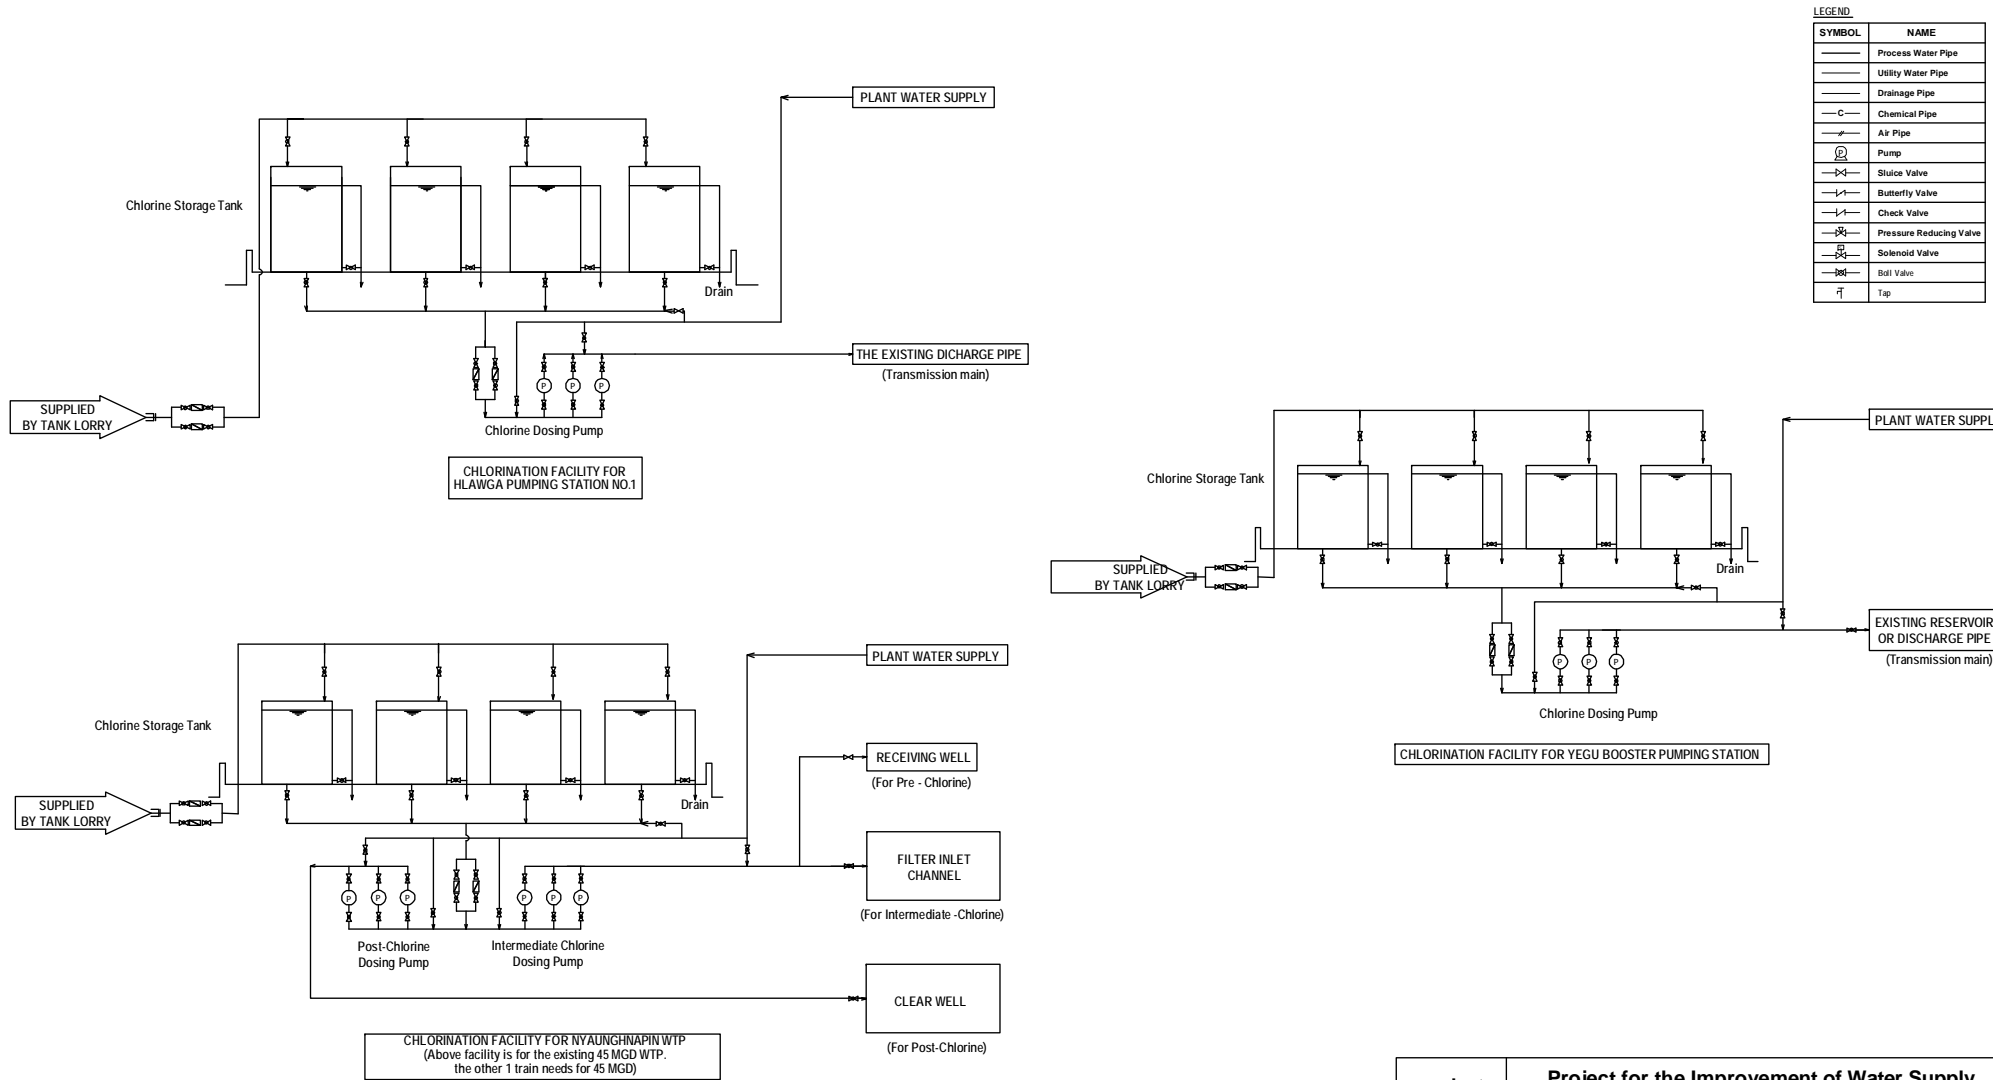 LEGEND
SYMBOL NAME
Process Water Pipe
Utility Water Pipe
Drainage Pipe
C Chemical Pipe
Air Pipe
P Pump
Sluice Valve
Butterfly Valve
Check Valve
Pressure Reducing Valve
Solenoid Valve
Boll Valve
Tap
PLANT WATER SUPPLY
Chlorine Storage Tank
Drain
THE EXISTING DICHARGE PIPE
(Transmission main)
P P P
SUPPLIED
BY TANK LORRY
Chlorine Dosing Pump
CHLORINATION FACILITY FOR
HLAWGA PUMPING STATION NO.1
PLANT WATER SUPPL
Chlorine Storage Tank
SUPPLIED
BY TANK LORRY
Drain
EXISTING RESERVOIR
OR DISCHARGE PIPE
(Transmission main)
P P P
Chlorine Dosing Pump
CHLORINATION FACILITY FOR YEGU BOOSTER PUMPING STATION
PLANT WATER SUPPLY
Chlorine Storage Tank
RECEIVING WELL
(For Pre - Chlorine)
SUPPLIED
BY TANK LORRY
Drain
FILTER INLET
CHANNEL
(For Intermediate -Chlorine)
P P P P P P
Post-Chlorine
Dosing Pump
Intermediate Chlorine
Dosing Pump
CLEAR WELL
(For Post-Chlorine)
CHLORINATION FACILITY FOR NYAUNGHNAPIN WTP
(Above facility is for the existing 45 MGD WTP.
the other 1 train needs for 45 MGD)
Project for the Improvement of Water Supply